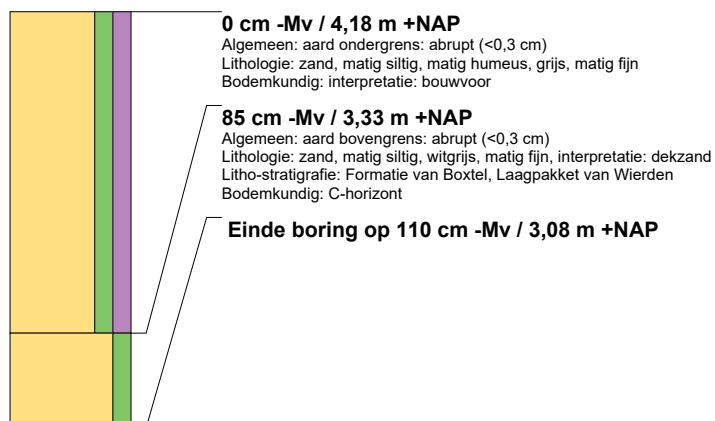 0 cm -Mv / 4,18 m +NAP
Algemeen: aard ondergrens: abrupt (<0,3 cm)
Lithologie: zand, matig siltig, matig humeus, grijs, matig fijn
Bodemkundig: interpretatie: bouwvoor
85 cm -Mv / 3,33 m +NAP
Algemeen: aard bovengrens: abrupt (<0,3 cm)
Lithologie: zand, matig siltig, witgrijs, matig fijn, interpretatie: dekzand
Litho-stratigrafie: Formatie van Boxtel, Laagpakket van Wierden
Bodemkundig: C-horizont
Einde boring op 110 cm -Mv / 3,08 m +NAP